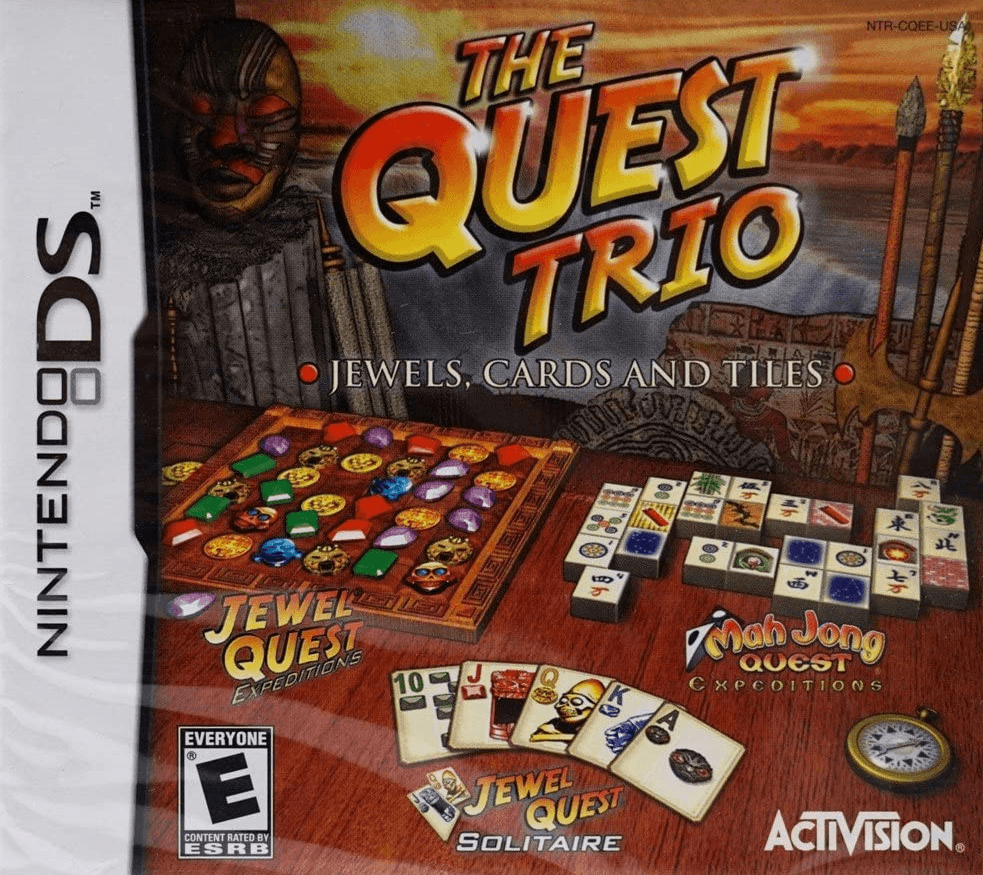 NTR-CQEE-USA
NINTENDO DS™
THE
QUEST
TRIO
• JEWELS, CARDS AND TILES •
JEWEL
QUEST
EXPEDITIONS
Mah Jong
QUEST
EXPEDITIONS
10 J Q K A
JEWEL
QUEST
SOLITAIRE
EVERYONE
E
®
CONTENT RATED BY
ESRB
ACTIVISION®